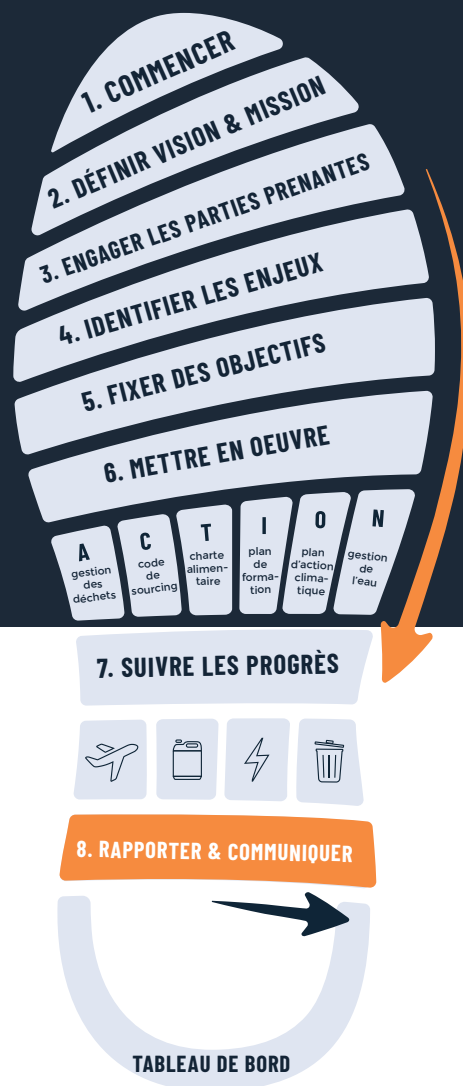 1. COMMENCER
2. DÉFINIR VISION & MISSION
3. ENGAGER LES PARTIES PRENANTES
4. IDENTIFIER LES ENJEUX
5. FIXER DES OBJECTIFS
6. METTRE EN OEUVRE
A
gestion
des
déchets
C
code
de
sourcing
T
charte
alimen-
taire
I
plan
de
forma-
tion
O
plan
d'action
clima-
tique
N
gestion
de
l'eau
7. SUIVRE LES PROGRÈS
8. RAPPORTER & COMMUNIQUER
TABLEAU DE BORD